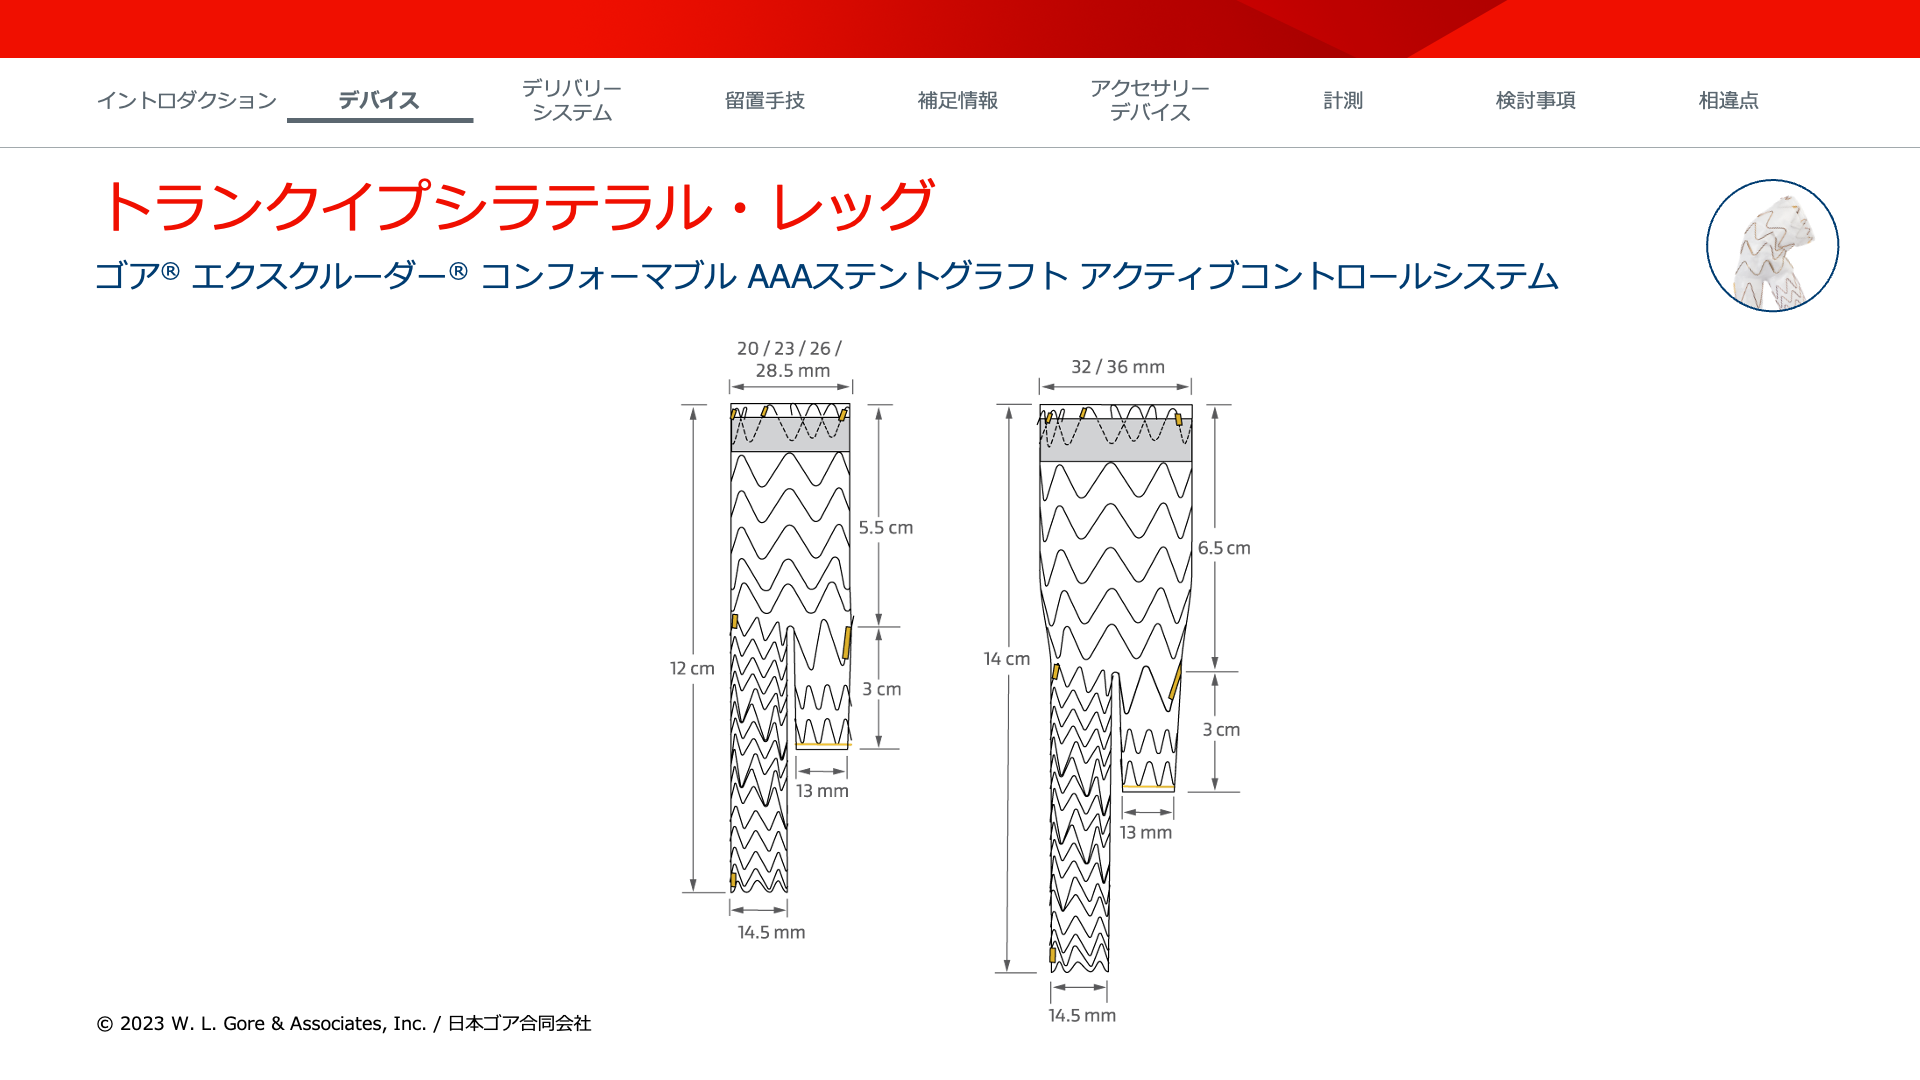 イントロダクション
デバイス
デリバリー
システム
留置手技
補足情報
アクセサリー
デバイス
計測
検討事項
相違点
トランクイプシラテラル・レッグ
ゴア® エクスクルーダー® コンフォーマブル AAAステントグラフト アクティブコントロールシステム
20 / 23 / 26 /
28.5 mm
5.5 cm
12 cm
3 cm
13 mm
14.5 mm
32 / 36 mm
6.5 cm
14 cm
3 cm
13 mm
14.5 mm
© 2023 W. L. Gore & Associates, Inc. / 日本ゴア合同会社